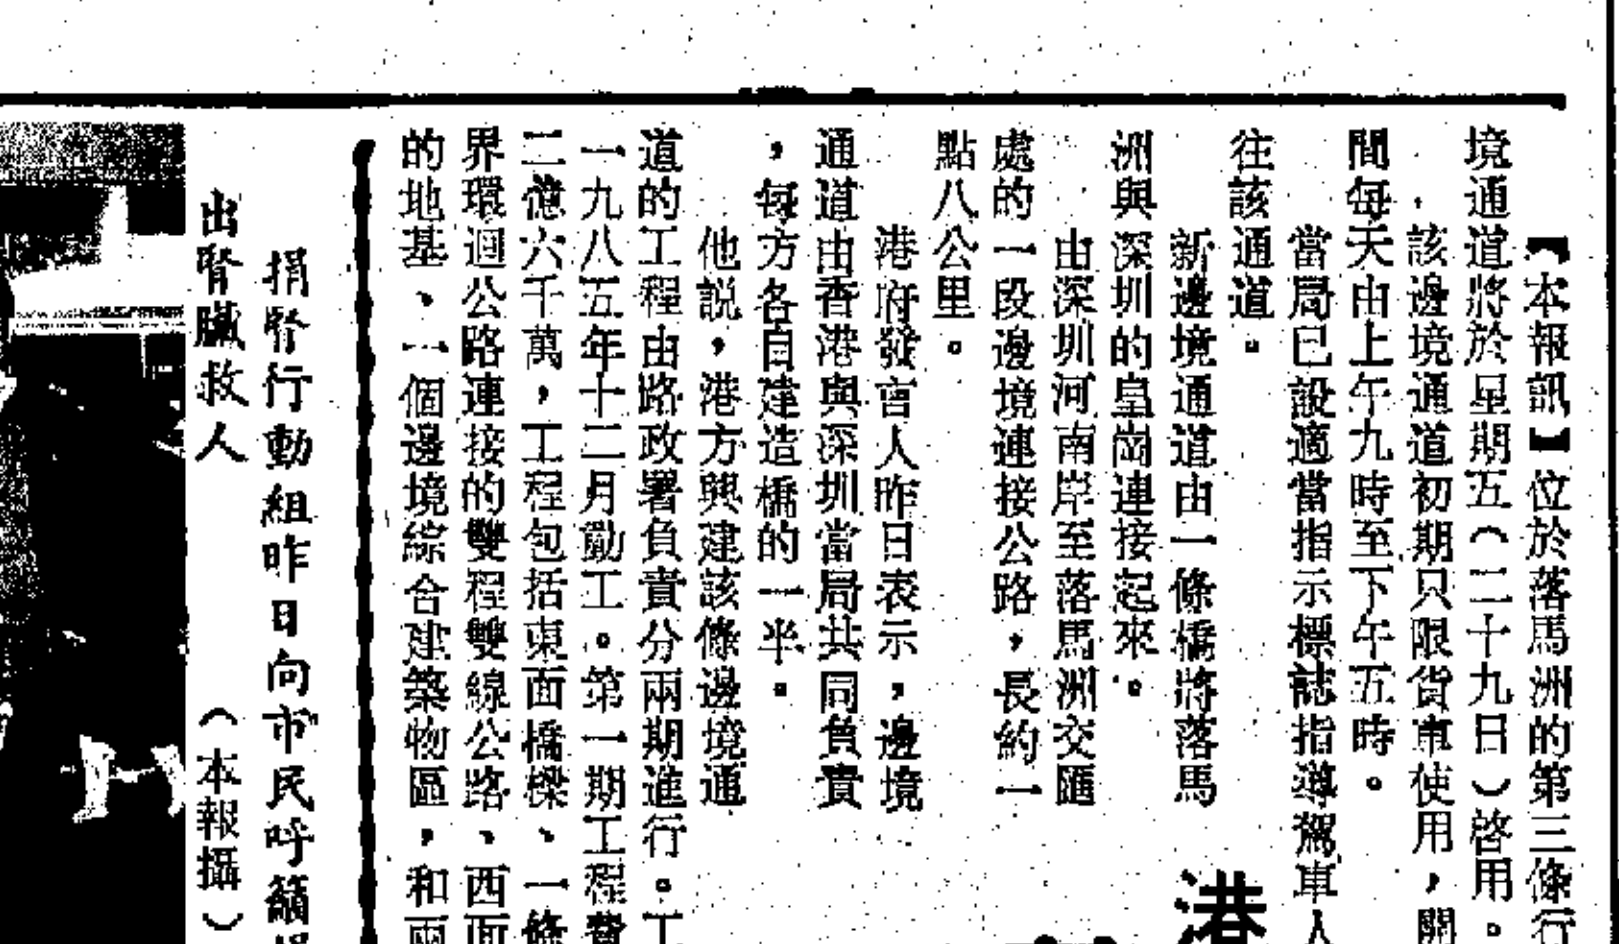 【本報訊】位於落馬洲的第三條行
境通道將於星期五（二十九日）啓用。
該邊境通道初期只限貨車使用，開
間每天由上午九時至下午五時。
當局已設適當指示標誌指導駕車人
往該通道。
新邊境通道由一條橋將落馬
洲與深圳的皇崗連接起來。
由深圳河南岸至落馬洲交匯
處的一段邊境連接公路，長約一
點八公里。
港府發言人昨日表示，邊境
通道由香港與深圳當局共同負責
，每方各自建造橋的一半。
他說，港方興建該條邊境通
道的工程由路政署負責分兩期進行。工
一九八五年十二月動工。第一期工程費
二億六千萬，工程包括東面橋樑、一條
界環迴公路連接的雙程雙線公路、西面
的地基、一個邊境綜合建築物區，和兩
港
捐腎行動組昨日向市民呼籲捐
出腎臟救人　（本報攝）